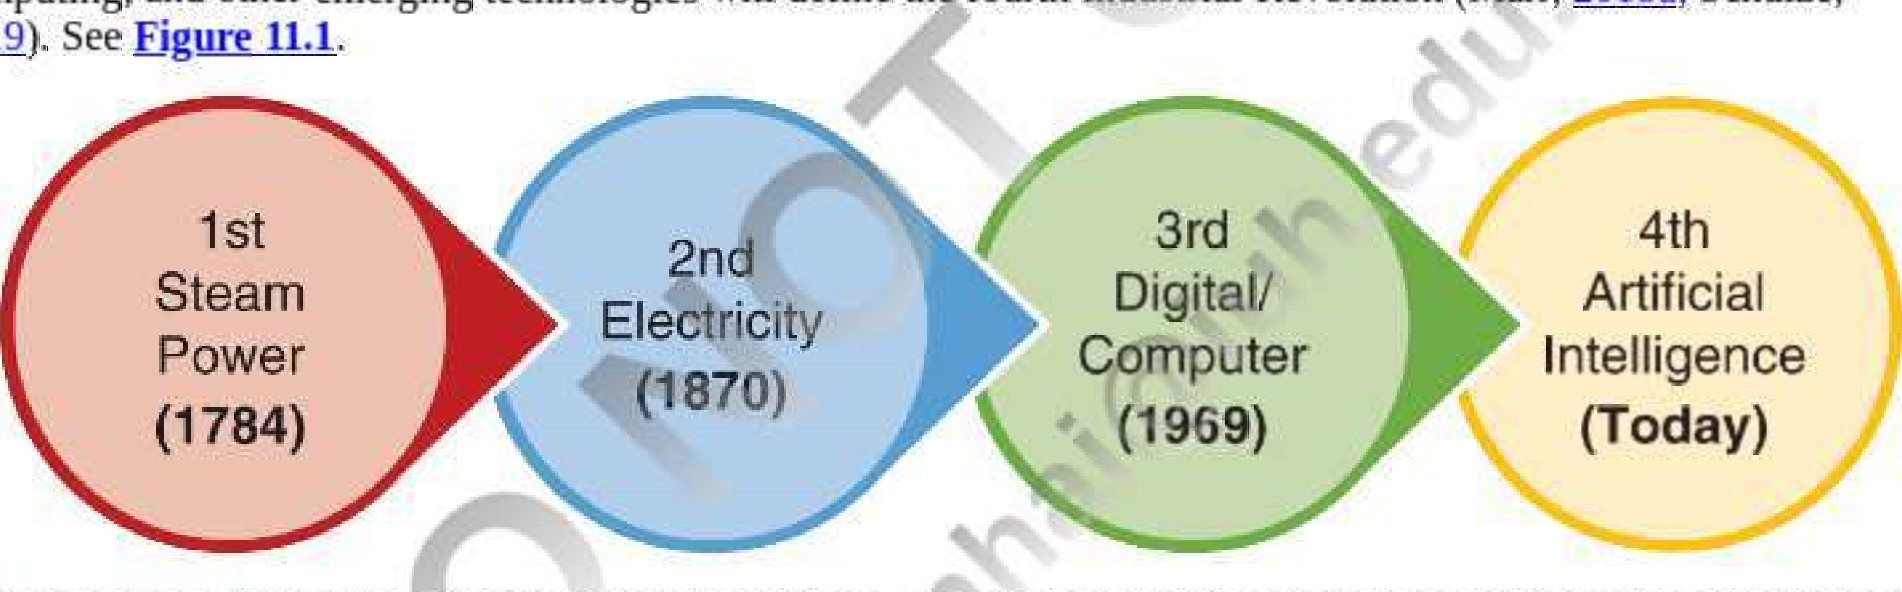 9). See Figure 11.1.
1st
Steam
Power
(1784)
2nd
Electricity
(1870)
3rd
Digital/
Computer
(1969)
4th
Artificial
Intelligence
(Today)